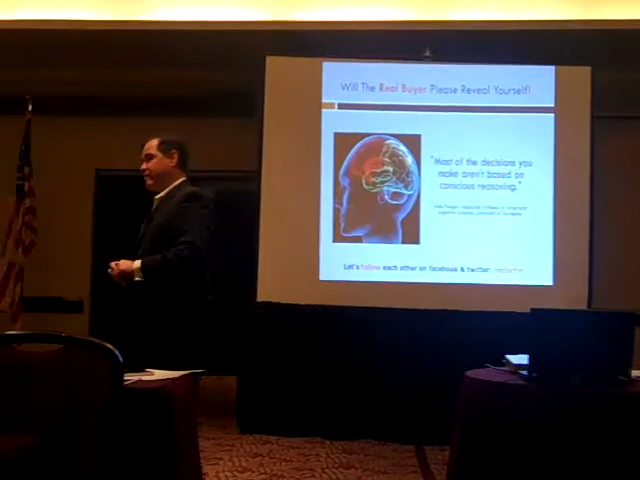 Will The Real Buyer Please Reveal Yourself!
"Most of the decisions you
make aren't based on
conscious reasoning."
Let's follow each other on facebook & twitter!